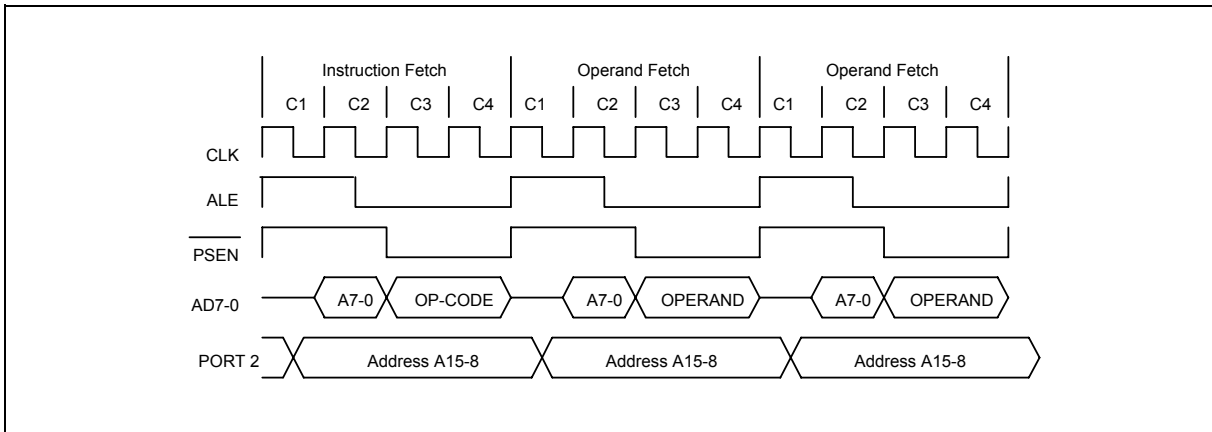 Instruction Fetch Operand Fetch Operand Fetch
C1 C2 C3 C4 C1 C2 C3 C4 C1 C2 C3 C4
CLK
ALE
PSEN
AD7-0 A7-0 OP-CODE A7-0 OPERAND A7-0 OPERAND
PORT 2 Address A15-8 Address A15-8 Address A15-8